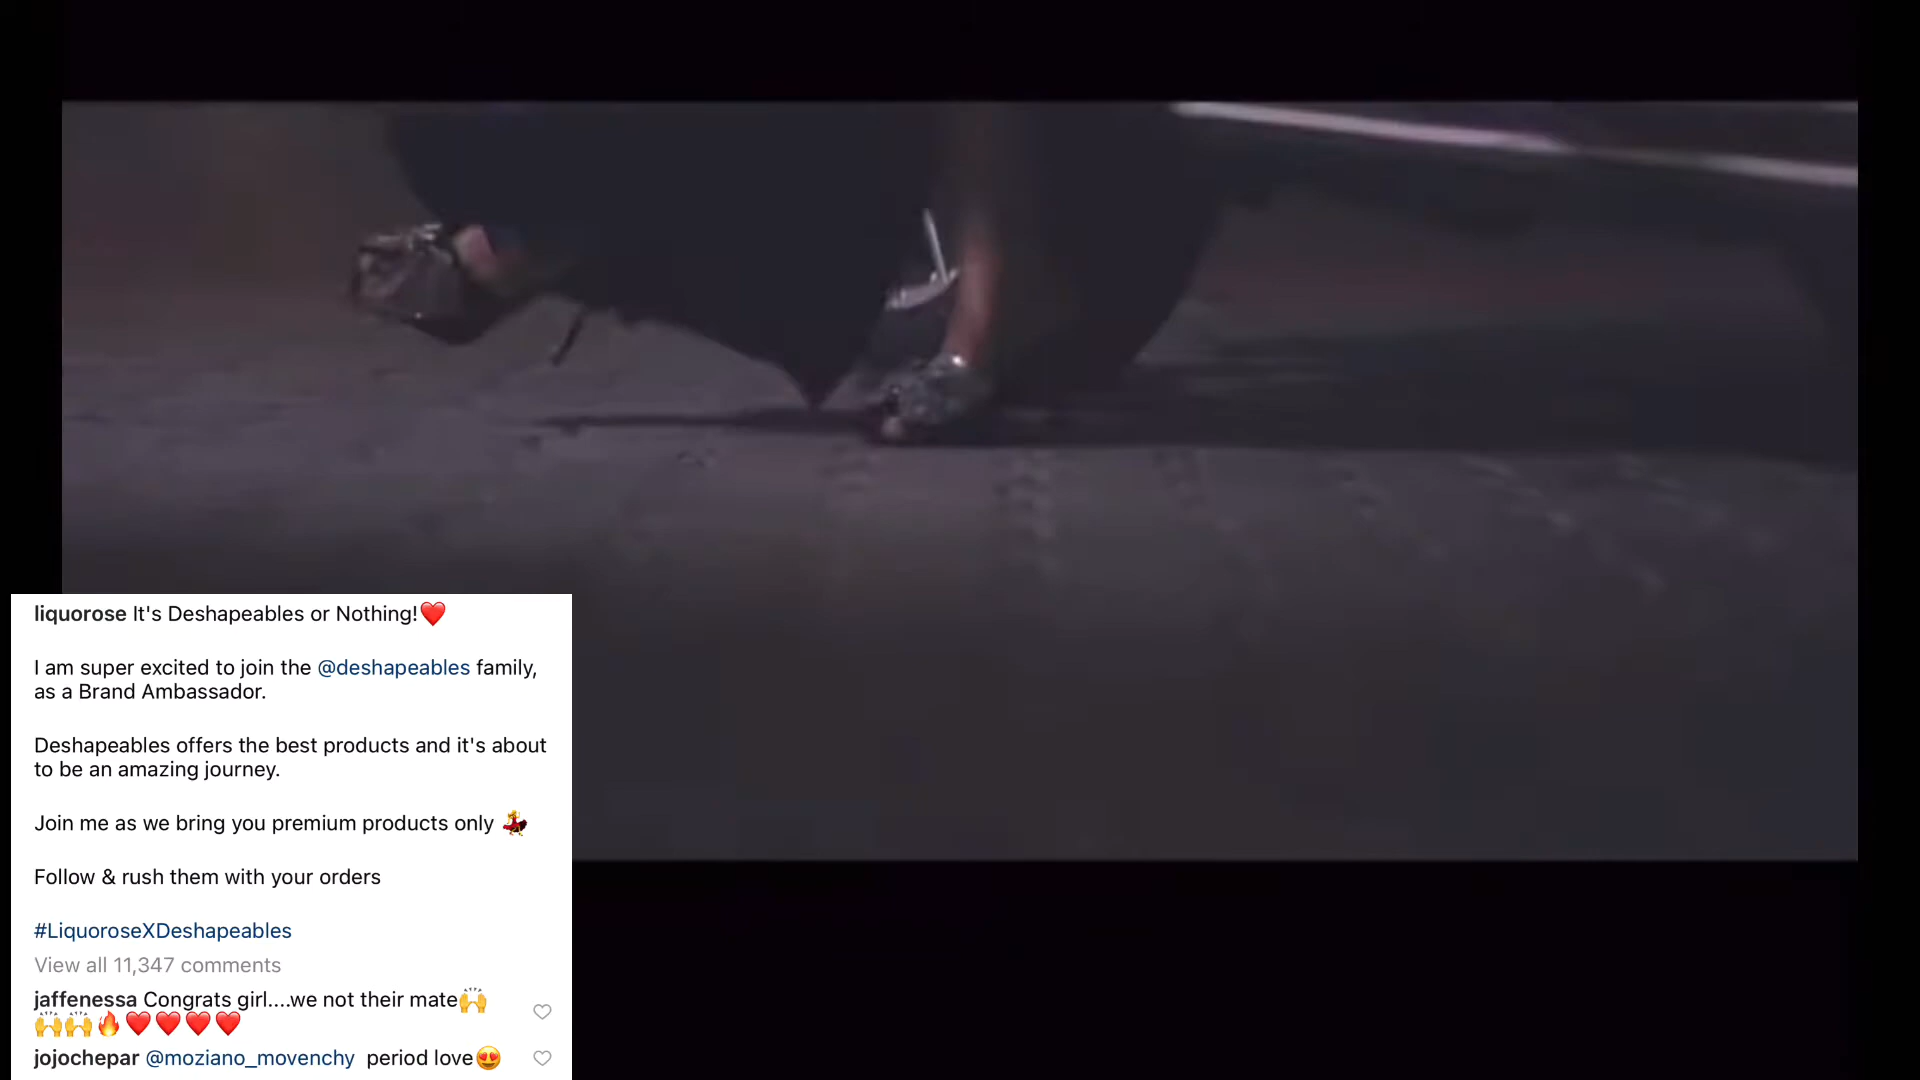 liquorose It's Deshapeables or Nothing!❤️
I am super excited to join the @deshapeables family,
as a Brand Ambassador.
Deshapeables offers the best products and it's about
to be an amazing journey.
Join me as we bring you premium products only 💃
Follow & rush them with your orders
#LiquoroseXDeshapeables
View all 11,347 comments
jaffenessa Congrats girl....we not their mate🙌
🙌🙌🔥❤️❤️❤️❤️
jojochepar @moziano_movenchy period love😍